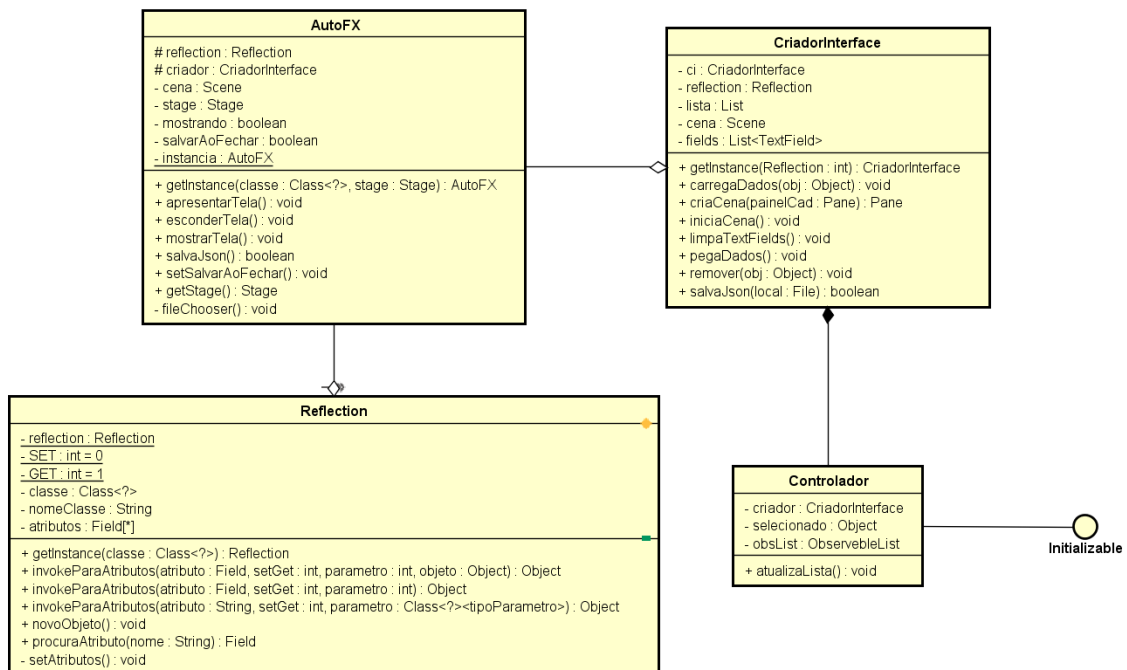 AutoFX
# reflection : Reflection
# criador : CriadorInterface
- cena : Scene
- stage : Stage
- mostrando : boolean
- salvarAoFechar : boolean
- instancia : AutoFX
+ getInstance(classe : Class<?>, stage : Stage) : AutoFX
+ apresentarTela() : void
+ esconderTela() : void
+ mostrarTela() : void
+ salvaJson() : boolean
+ setSalvarAoFechar() : void
+ getStage() : Stage
- fileChooser() : void
CriadorInterface
- ci : CriadorInterface
- reflection : Reflection
- lista : List
- cena : Scene
- fields : List<TextField>
+ getInstance(Reflection : int) : CriadorInterface
+ carregaDados(obj : Object) : void
+ criaCena(painelCad : Pane) : Pane
+ iniciaCena() : void
+ limpaTextFields() : void
+ pegaDados() : void
+ remover(obj : Object) : void
+ salvaJson(local : File) : boolean
Reflection
- reflection : Reflection
- SET : int = 0
- GET : int = 1
- classe : Class<?>
- nomeClasse : String
- atributos : Field[*]
+ getInstance(classe : Class<?>) : Reflection
+ invokeParaAtributos(atributo : Field, setGet : int, parametro : int, objeto : Object) : Object
+ invokeParaAtributos(atributo : Field, setGet : int, parametro : int) : Object
+ invokeParaAtributos(atributo : String, setGet : int, parametro : Class<?><tipoParametro>) : Object
+ novoObjeto() : void
+ procuraAtributo(nome : String) : Field
- setAtributos() : void
Controlador
- criador : CriadorInterface
- selecionado : Object
- obsList : ObservebleList
+ atualizaLista() : void
Initializable